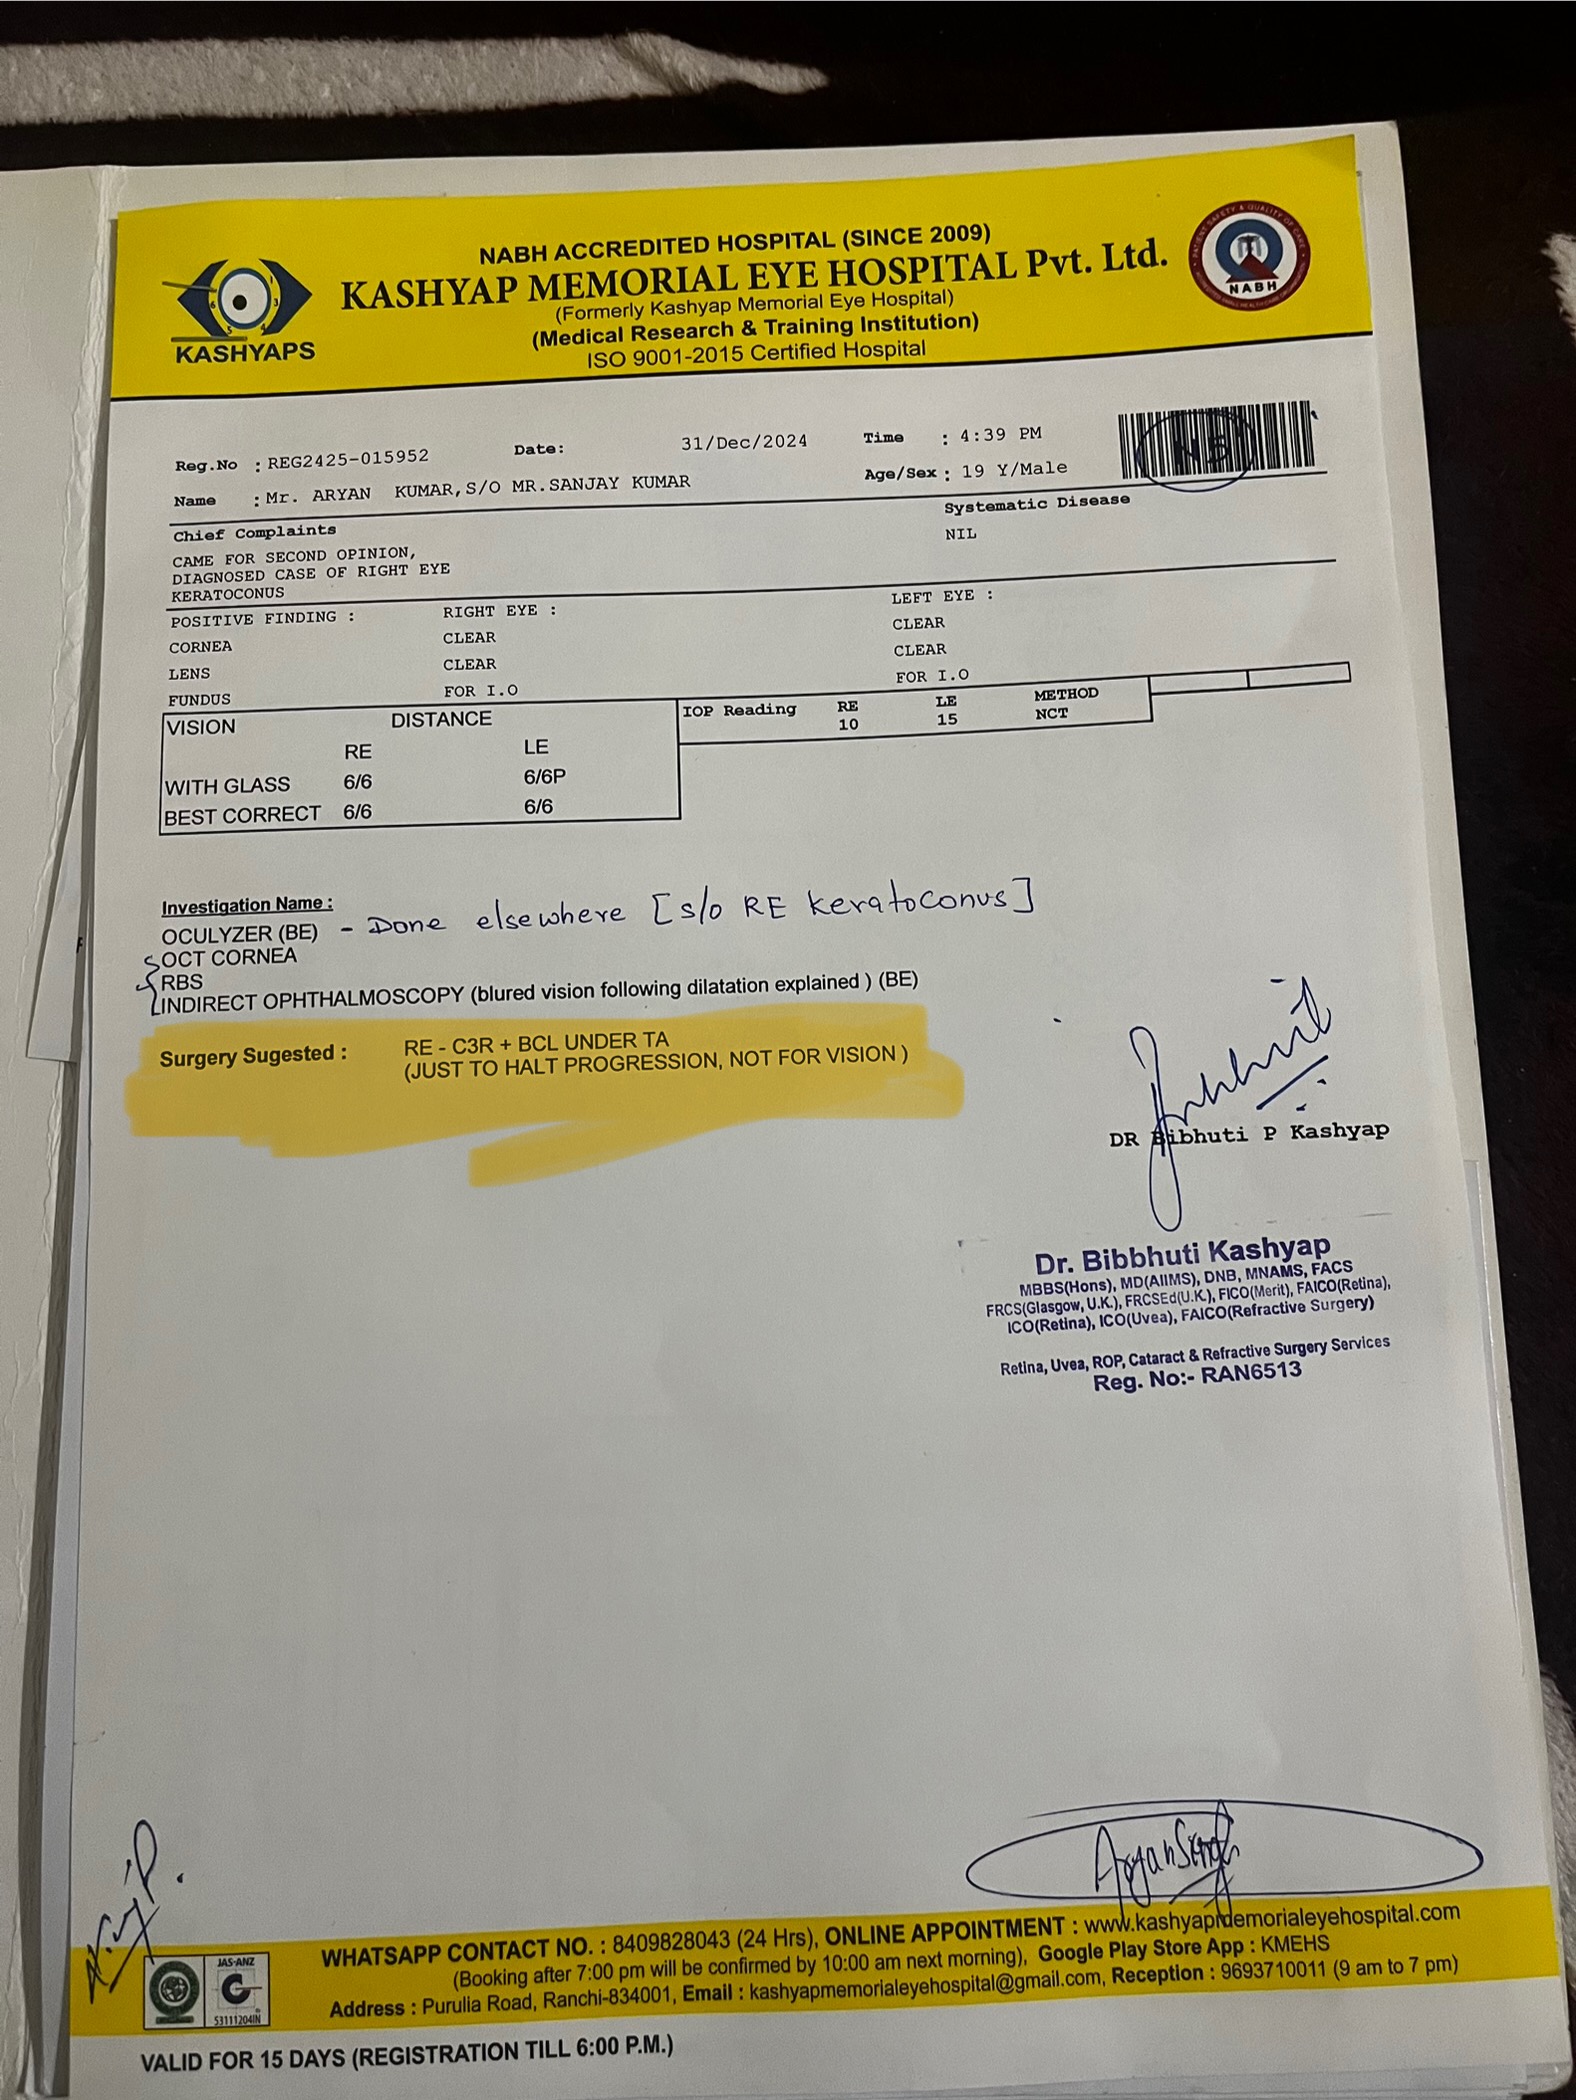 NABH ACCREDITED HOSPITAL (SINCE 2009)
KASHYAP MEMORIAL EYE HOSPITAL Pvt. Ltd.
(Formerly Kashyap Memorial Eye Hospital)
(Medical Research & Training Institution)
ISO 9001-2015 Certified Hospital
KASHYAPS
NABH
Reg.No : REG2425-015952 Date: 31/Dec/2024 Time : 4:39 PM
Name : Mr. ARYAN KUMAR,S/O MR.SANJAY KUMAR Age/Sex : 19 Y/Male
Chief Complaints Systematic Disease
CAME FOR SECOND OPINION, NIL
DIAGNOSED CASE OF RIGHT EYE
KERATOCONUS
POSITIVE FINDING : RIGHT EYE : LEFT EYE :
CORNEA CLEAR CLEAR
LENS CLEAR CLEAR
FUNDUS FOR I.O FOR I.O
VISION DISTANCE
RE LE
WITH GLASS 6/6 6/6P
BEST CORRECT 6/6 6/6
IOP Reading RE LE METHOD
10 15 NCT
Investigation Name :
OCULYZER (BE) - Done elsewhere [s/o RE keratoconus]
OCT CORNEA
RBS
INDIRECT OPHTHALMOSCOPY (blured vision following dilatation explained ) (BE)
Surgery Sugested : RE - C3R + BCL UNDER TA
(JUST TO HALT PROGRESSION, NOT FOR VISION )
DR Bibhuti P Kashyap
Dr. Bibbhuti Kashyap
MBBS(Hons), MD(AIIMS), DNB, MNAMS, FACS
FRCS(Glasgow, U.K.), FRCSEd(U.K.), FICO(Merit), FAICO(Retina),
ICO(Retina), ICO(Uvea), FAICO(Refractive Surgery)
Retina, Uvea, ROP, Cataract & Refractive Surgery Services
Reg. No:- RAN6513
Aryan Singh
WHATSAPP CONTACT NO. : 8409828043 (24 Hrs), ONLINE APPOINTMENT : www.kashyapmemorialeyehospital.com
(Booking after 7:00 pm will be confirmed by 10:00 am next morning), Google Play Store App : KMEHS
Address : Purulia Road, Ranchi-834001, Email : kashyapmemorialeyehospital@gmail.com, Reception : 9693710011 (9 am to 7 pm)
JAS-ANZ
53111204IN
VALID FOR 15 DAYS (REGISTRATION TILL 6:00 P.M.)